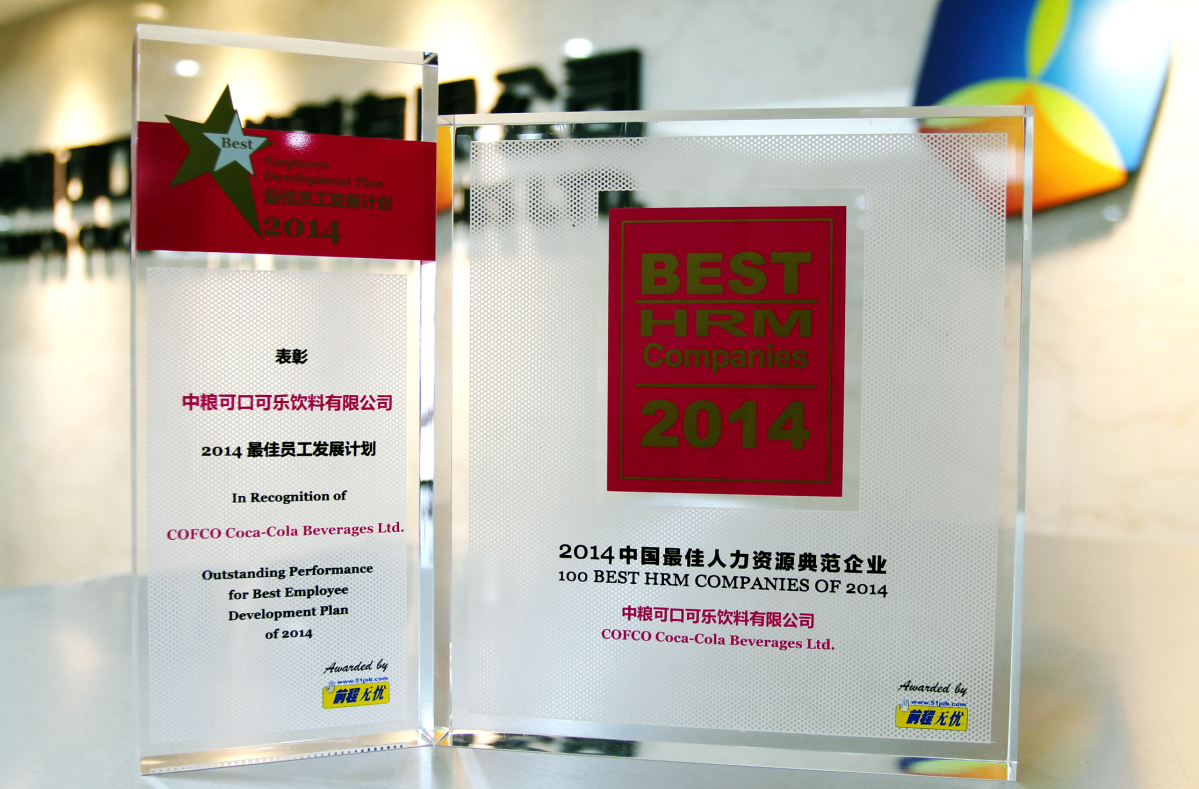 Best
Employee
Development Plan
最佳员工发展计划
2014
表彰
中粮可口可乐饮料有限公司
2014 最佳员工发展计划
In Recognition of
COFCO Coca-Cola Beverages Ltd.
Outstanding Performance
for Best Employee
Development Plan
of 2014
Awarded by
www.51job.com
前程无忧
BEST
HRM
Companies
2014
2014中国最佳人力资源典范企业
100 BEST HRM COMPANIES OF 2014
中粮可口可乐饮料有限公司
COFCO Coca-Cola Beverages Ltd.
Awarded by
www.51job.com
前程无忧